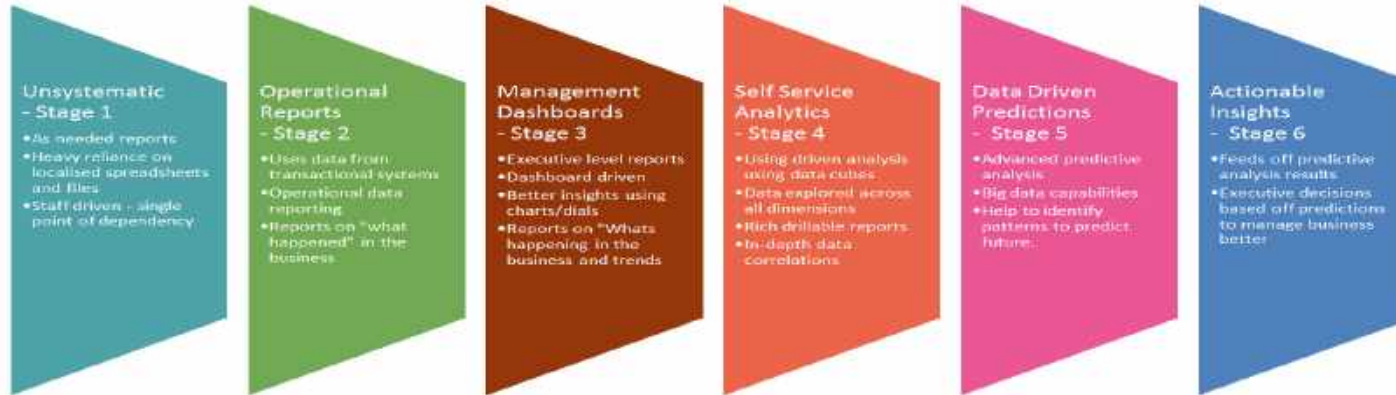 Unsystematic
- Stage 1
•As needed reports
•Heavy reliance on
localised spreadsheets
and files
•Staff driven - single
point of dependency
Operational
Reports
- Stage 2
•Uses data from
transactional systems
•Operational data
reporting
•Reports on "what
happened" in the
business
Management
Dashboards
- Stage 3
•Executive level reports
•Dashboard driven
•Better insights using
charts/dials
•Reports on "Whats
happening in the
business and trends
Self Service
Analytics
- Stage 4
•Using driven analysis
using data cubes
•Data explored across
all dimensions
•Rich drillable reports
•In-depth data
correlations
Data Driven
Predictions
- Stage 5
•Advanced predictive
analysis
•Big data capabilities
•Help to identify
patterns to predict
future.
Actionable
Insights
- Stage 6
•Feeds off predictive
analysis results
•Executive decisions
based off predictions
to manage business
better